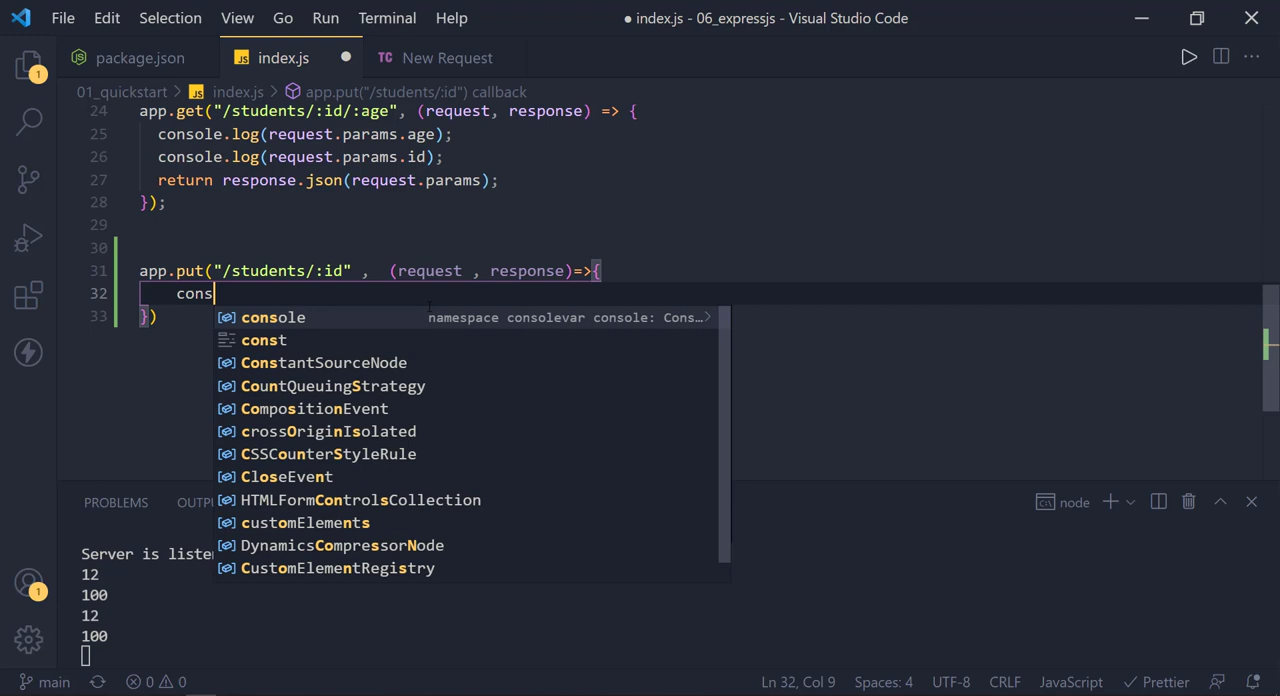 File Edit Selection View Go Run Terminal Help ● index.js - 06_expressjs - Visual Studio Code
1 package.json JS index.js TC New Request
01_quickstart > JS index.js > app.put("/students/:id") callback
24 app.get("/students/:id/:age", (request, response) => {
25 console.log(request.params.age);
26 console.log(request.params.id);
27 return response.json(request.params);
28 });
29
30
31 app.put("/students/:id" ,  (request , response)=>{
32 cons
33 })
console namespace consolevar console: Cons…
const
ConstantSourceNode
CountQueuingStrategy
CompositionEvent
crossOriginIsolated
CSSCounterStyleRule
CloseEvent
HTMLFormControlsCollection
customElements
DynamicsCompressorNode
CustomElementRegistry
PROBLEMS OUTP node
Server is liste
12
100
12
100
1
main 0 0 Ln 32, Col 9 Spaces: 4 UTF-8 CRLF JavaScript Prettier